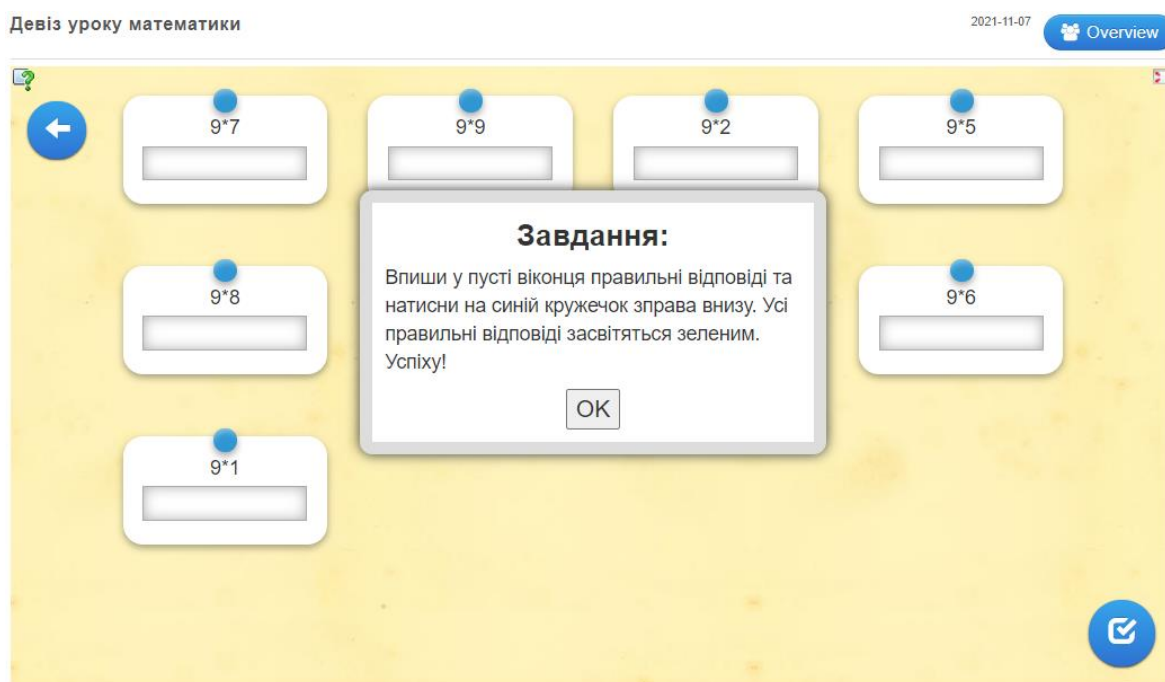 Девіз уроку математики
2021-11-07
Overview
9*7
9*9
9*2
9*5
Завдання:
Впиши у пусті віконця правильні відповіді та
натисни на синій кружечок зправа внизу. Усі
правильні відповіді засвітяться зеленим.
Успіху!
OK
9*8
9*6
9*1